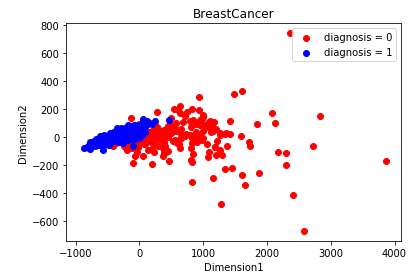 BreastCancer
800
600
400
200
0
−200
−400
−600
Dimension2
diagnosis = 0
diagnosis = 1
−1000 0 1000 2000 3000 4000
Dimension1